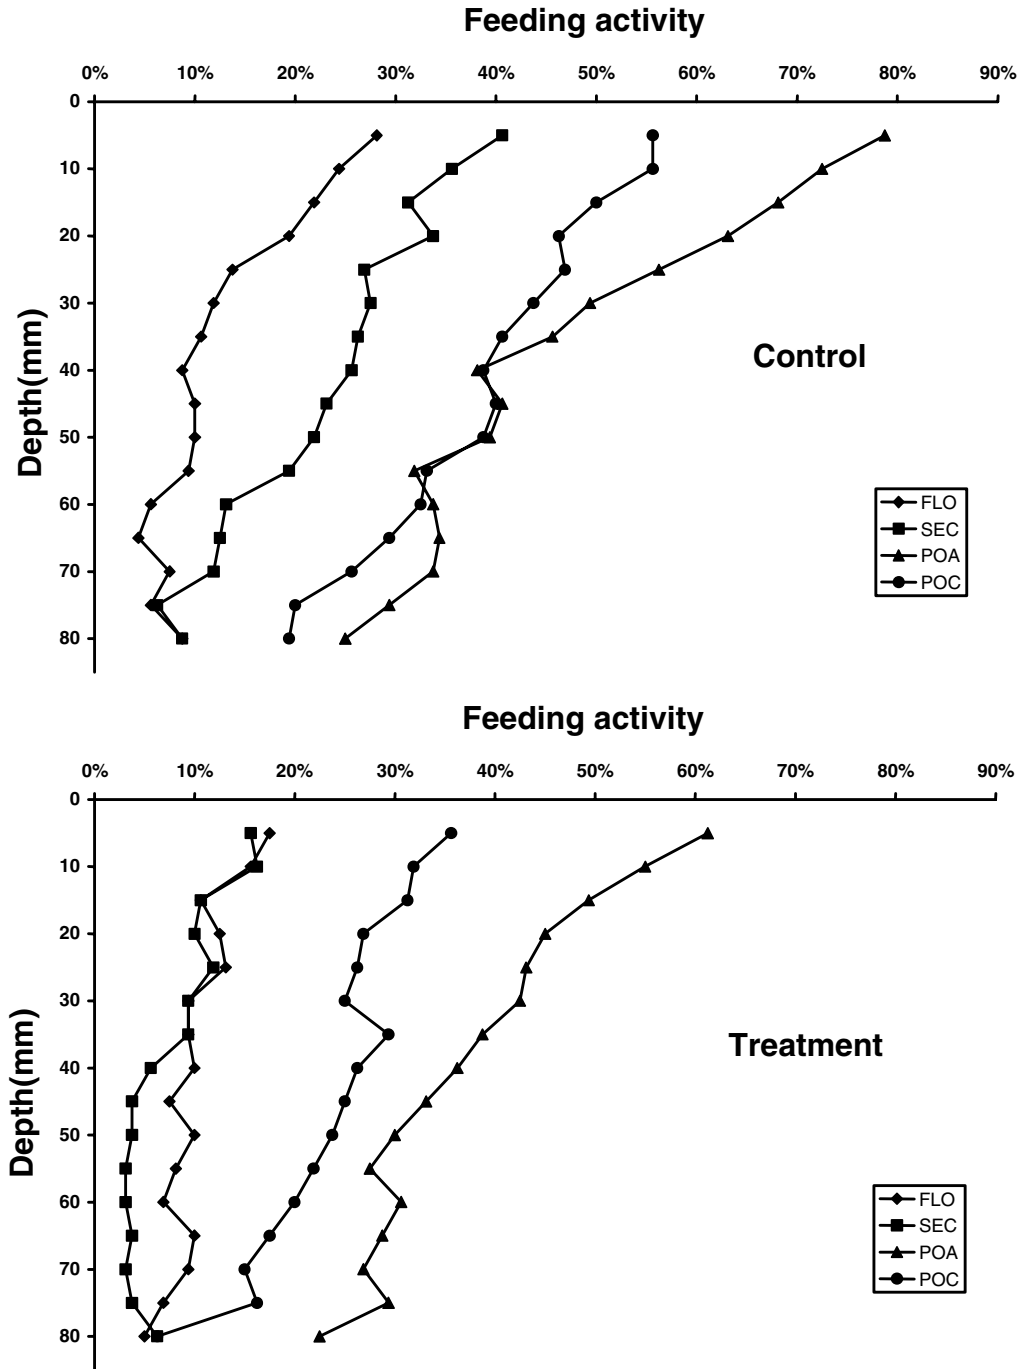 Feeding activity
0% 10% 20% 30% 40% 50% 60% 70% 80% 90%
0
10
20
30
40
50
60
70
80
Depth(mm)
Control
FLO
SEC
POA
POC
Feeding activity
0% 10% 20% 30% 40% 50% 60% 70% 80% 90%
0
10
20
30
40
50
60
70
80
Depth(mm)
Treatment
FLO
SEC
POA
POC